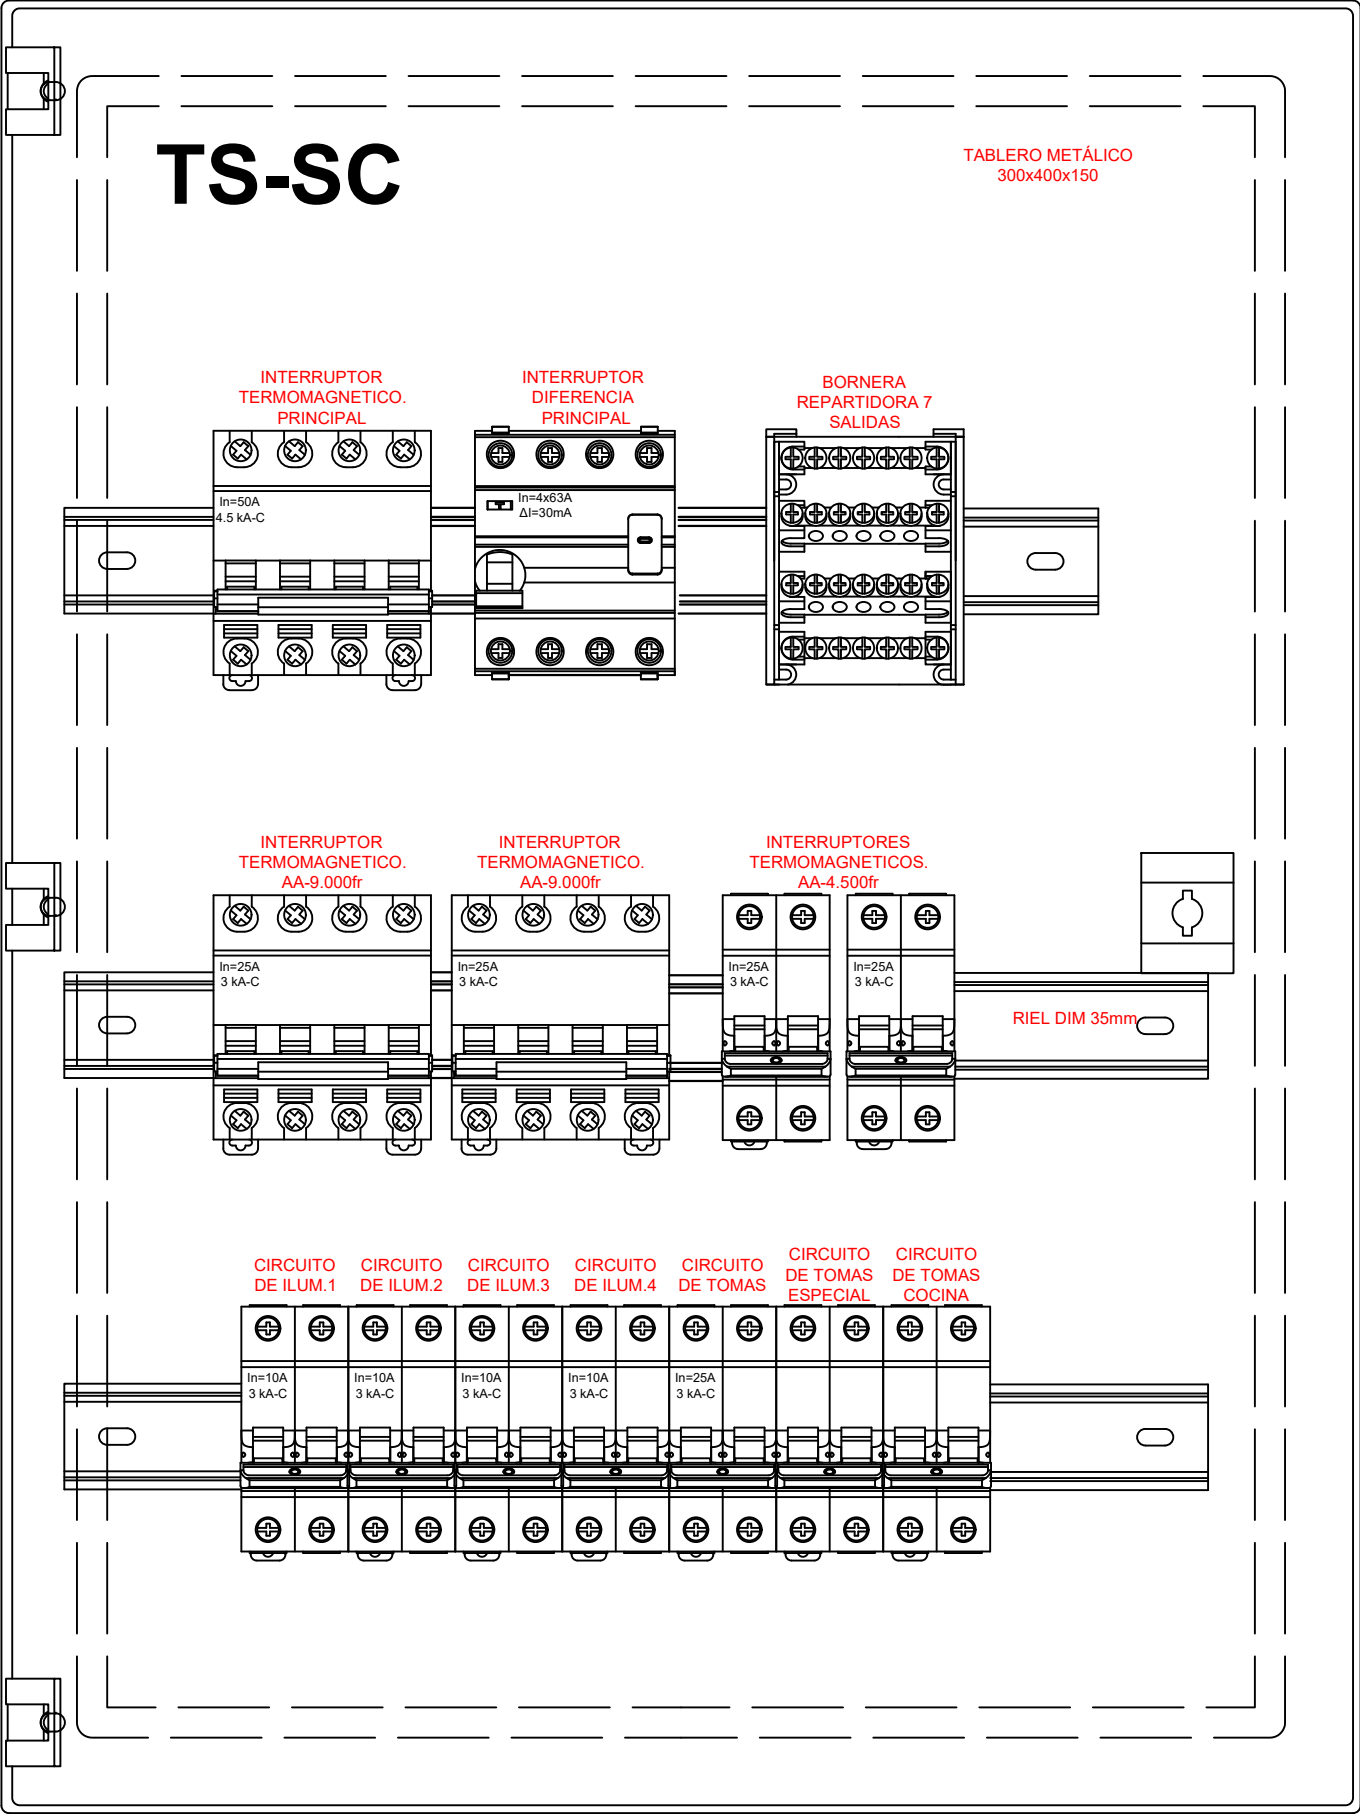 TS-SC
TABLERO METÁLICO
300x400x150
INTERRUPTOR
TERMOMAGNETICO.
PRINCIPAL
INTERRUPTOR
DIFERENCIA
PRINCIPAL
BORNERA
REPARTIDORA 7
SALIDAS
In=50A
4.5 kA-C
In=4x63A
ΔI=30mA
INTERRUPTOR
TERMOMAGNETICO.
AA-9.000fr
INTERRUPTOR
TERMOMAGNETICO.
AA-9.000fr
INTERRUPTORES
TERMOMAGNETICOS.
AA-4.500fr
In=25A
3 kA-C
In=25A
3 kA-C
In=25A
3 kA-C
In=25A
3 kA-C
RIEL DIM 35mm
CIRCUITO
DE ILUM.1
CIRCUITO
DE ILUM.2
CIRCUITO
DE ILUM.3
CIRCUITO
DE ILUM.4
CIRCUITO
DE TOMAS
CIRCUITO
DE TOMAS
ESPECIAL
CIRCUITO
DE TOMAS
COCINA
In=10A
3 kA-C
In=10A
3 kA-C
In=10A
3 kA-C
In=10A
3 kA-C
In=25A
3 kA-C